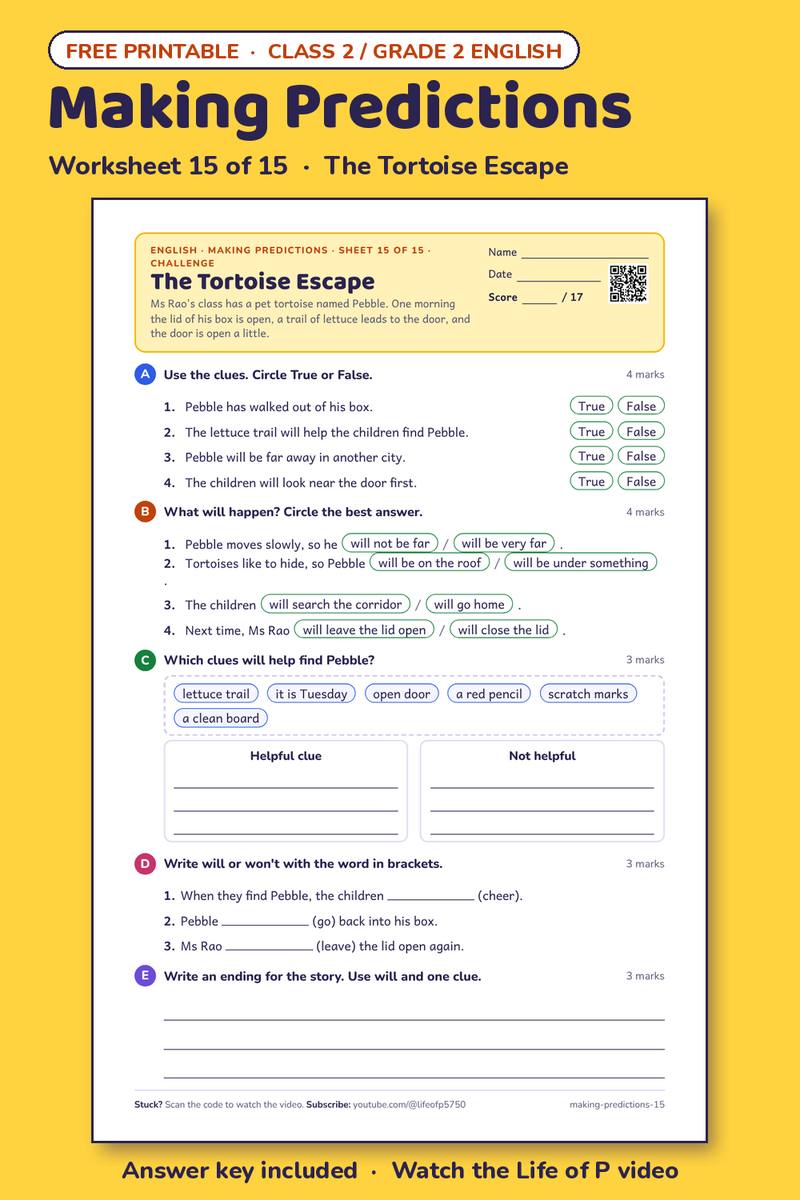 FREE PRINTABLE · CLASS 2 / GRADE 2 ENGLISH
Making Predictions
Worksheet 15 of 15 · The Tortoise Escape
ENGLISH · MAKING PREDICTIONS · SHEET 15 OF 15 ·
CHALLENGE
The Tortoise Escape
Ms Rao's class has a pet tortoise named Pebble. One morning
the lid of his box is open, a trail of lettuce leads to the door, and
the door is open a little.
Name
Date
Score ______ / 17
A Use the clues. Circle True or False. 4 marks
1. Pebble has walked out of his box. True False
2. The lettuce trail will help the children find Pebble. True False
3. Pebble will be far away in another city. True False
4. The children will look near the door first. True False
B What will happen? Circle the best answer. 4 marks
1. Pebble moves slowly, so he will not be far / will be very far .
2. Tortoises like to hide, so Pebble will be on the roof / will be under something
.
3. The children will search the corridor / will go home .
4. Next time, Ms Rao will leave the lid open / will close the lid .
C Which clues will help find Pebble? 3 marks
lettuce trail it is Tuesday open door a red pencil scratch marks
a clean board
Helpful clue Not helpful
D Write will or won't with the word in brackets. 3 marks
1. When they find Pebble, the children ____________ (cheer).
2. Pebble ____________ (go) back into his box.
3. Ms Rao ____________ (leave) the lid open again.
E Write an ending for the story. Use will and one clue. 3 marks
Stuck? Scan the code to watch the video. Subscribe: youtube.com/@lifeofp5750 making-predictions-15
Answer key included · Watch the Life of P video